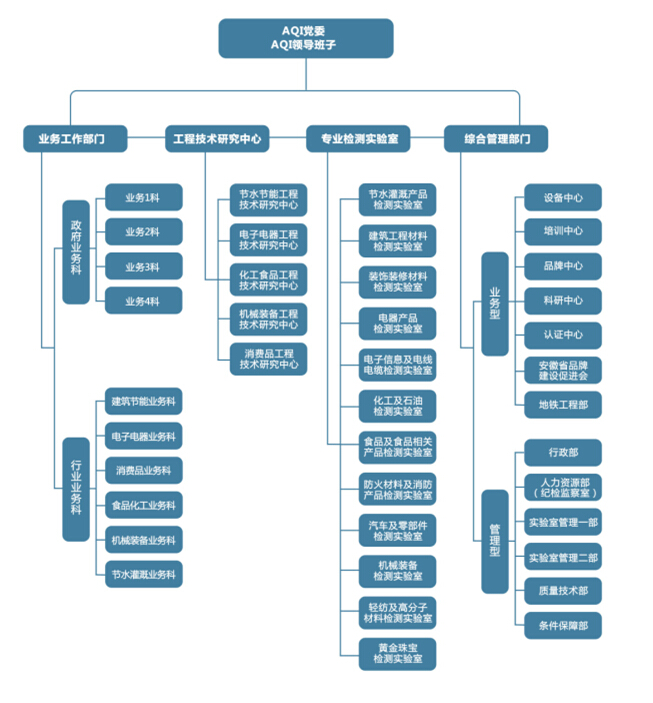 AQI党委
AQI领导班子
业务工作部门
工程技术研究中心
专业检测实验室
综合管理部门
政府业务科
业务1科
业务2科
业务3科
业务4科
行业业务科
建筑节能业务科
电子电器业务科
消费品业务科
食品化工业务科
机械装备业务科
节水灌溉业务科
节水节能工程
技术研究中心
电子电器工程
技术研究中心
化工食品工程
技术研究中心
机械装备工程
技术研究中心
消费品工程
技术研究中心
节水灌溉产品
检测实验室
建筑工程材料
检测实验室
装饰装修材料
检测实验室
电器产品
检测实验室
电子信息及电线
电缆检测实验室
化工及石油
检测实验室
食品及食品相关
产品检测实验室
防火材料及消防
产品检测实验室
汽车及零部件
检测实验室
机械装备
检测实验室
轻纺及高分子
材料检测实验室
黄金珠宝
检测实验室
业务型
设备中心
培训中心
品牌中心
科研中心
认证中心
安徽省品牌
建设促进会
地铁工程部
管理型
行政部
人力资源部
（纪检监察室）
实验室管理一部
实验室管理二部
质量技术部
条件保障部